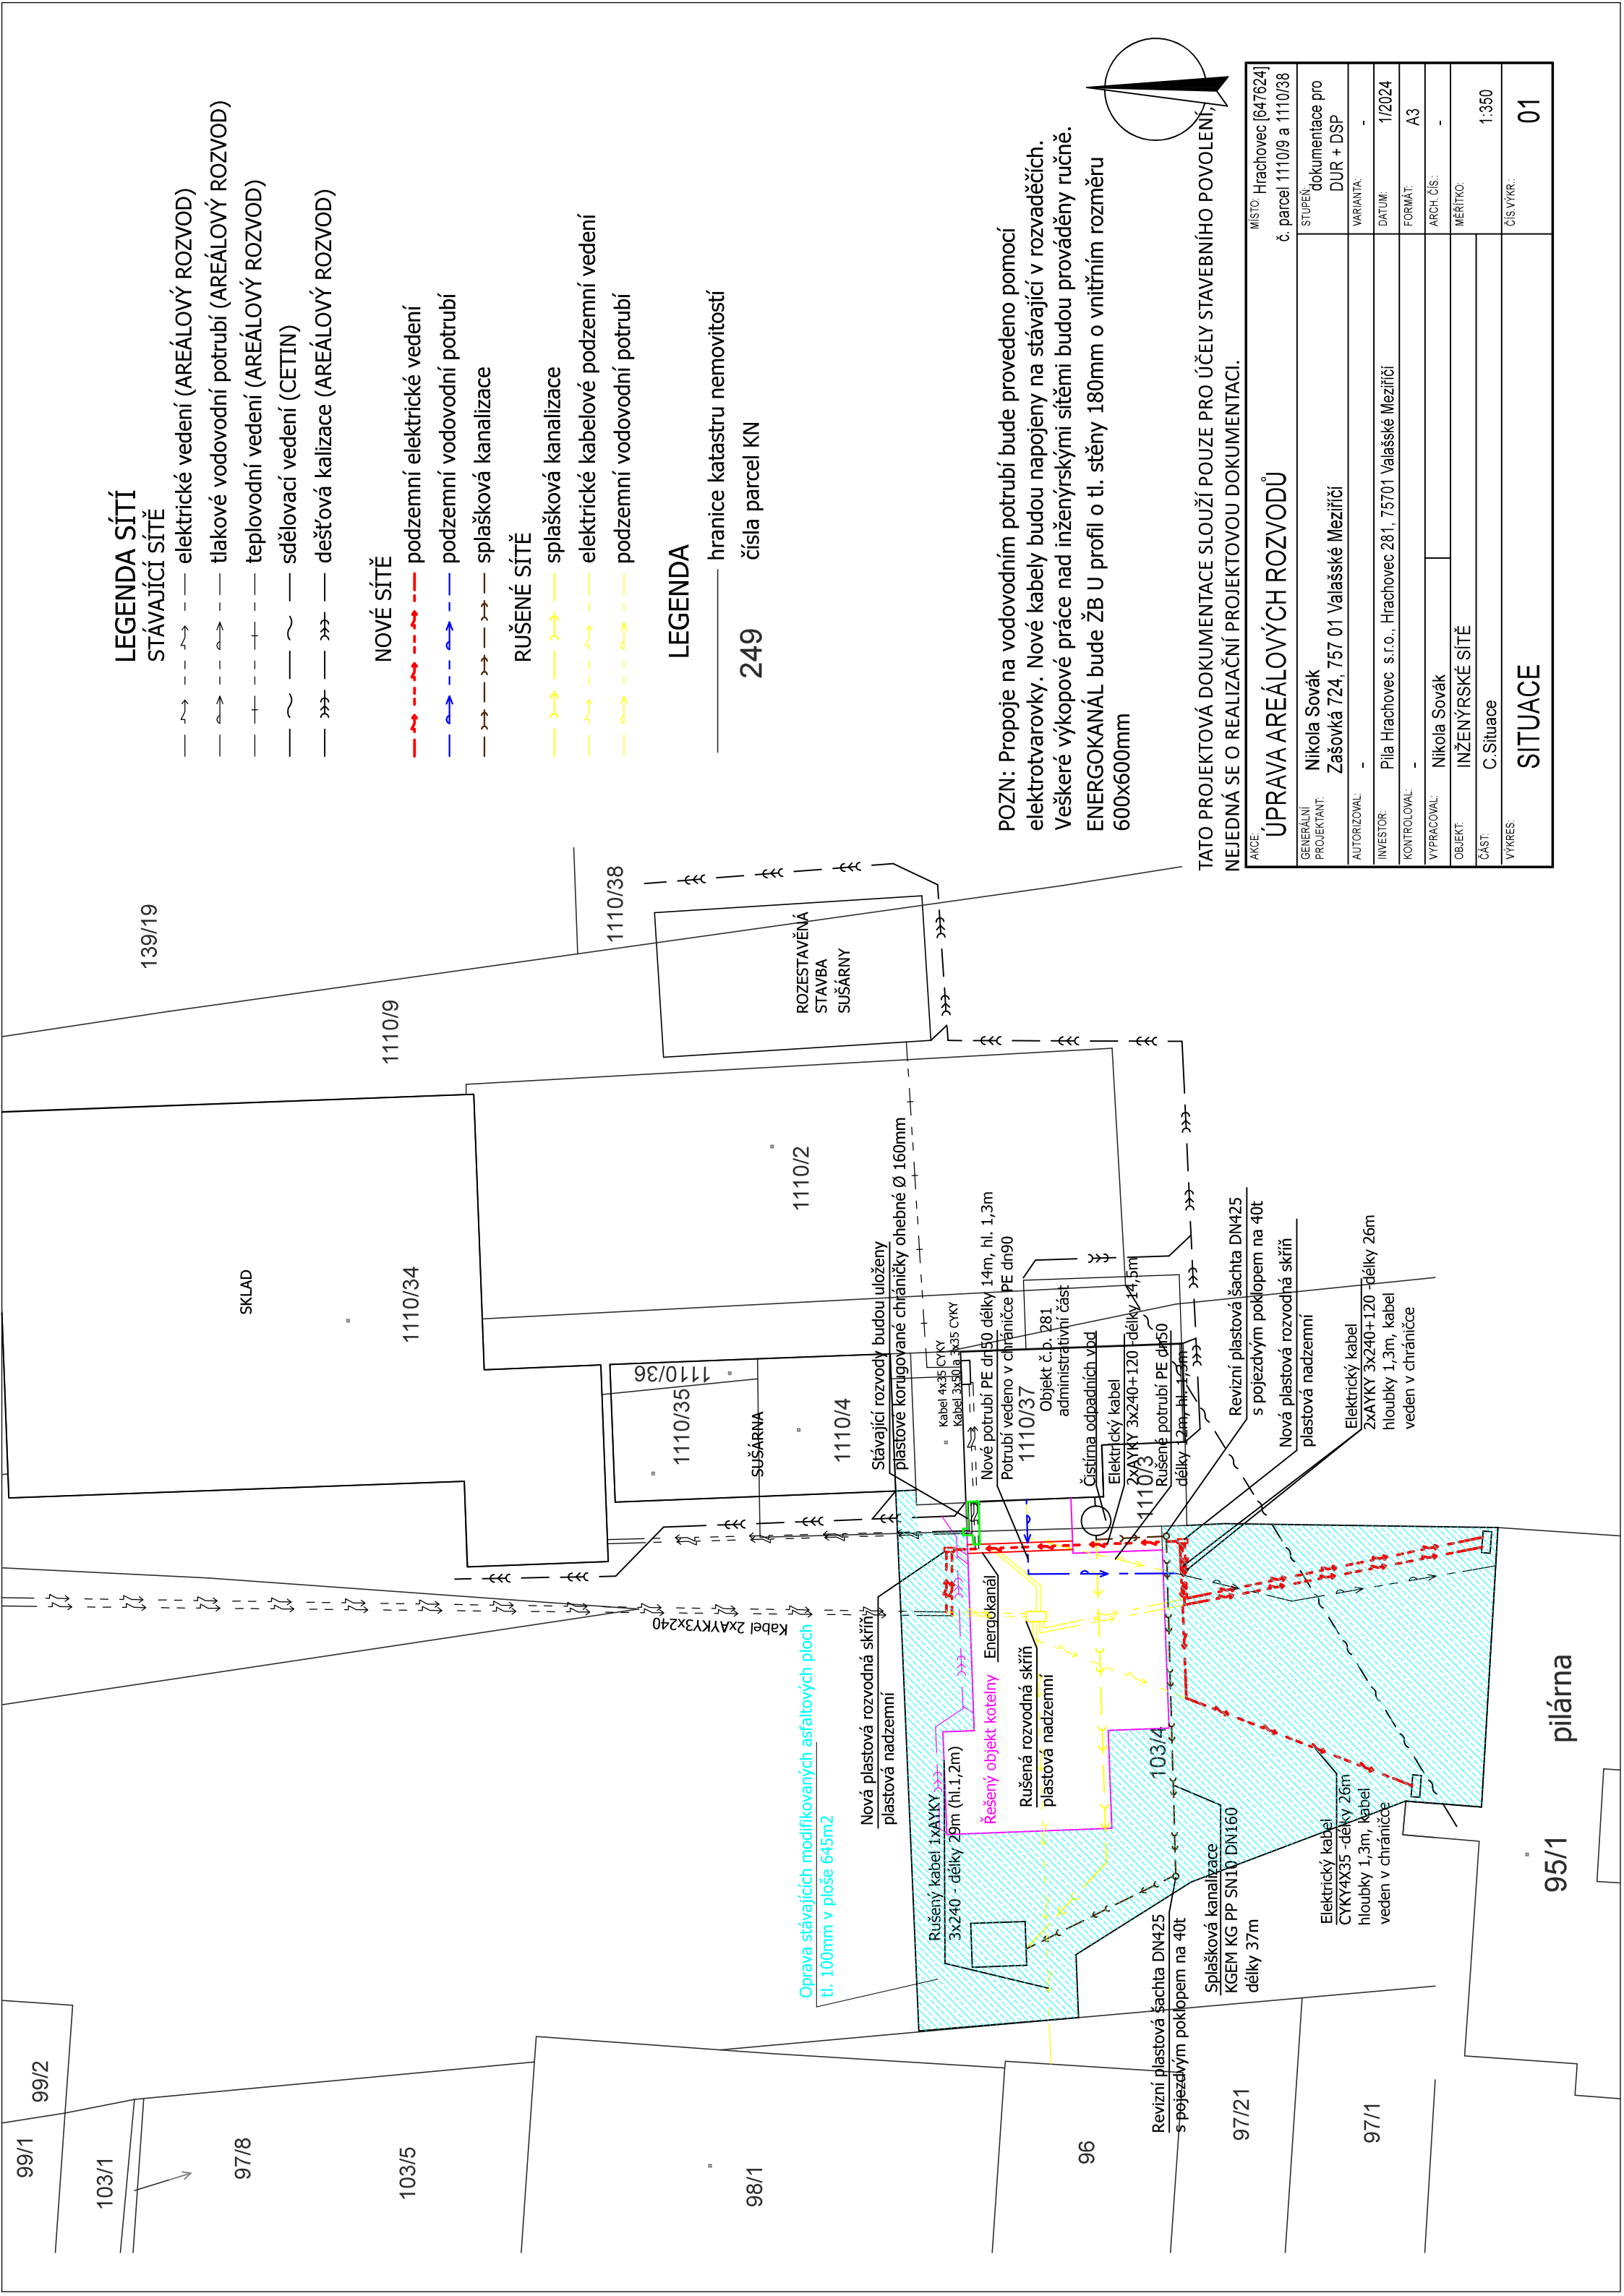 LEGENDA SÍTÍ
STÁVAJÍCÍ SÍTĚ
elektrické vedení (AREÁLOVÝ ROZVOD)
tlakové vodovodní potrubí (AREÁLOVÝ ROZVOD)
teplovodní vedení (AREÁLOVÝ ROZVOD)
sdělovací vedení (CETIN)
dešťová kalizace (AREÁLOVÝ ROZVOD)
NOVÉ SÍTĚ
podzemní elektrické vedení
podzemní vodovodní potrubí
splašková kanalizace
RUŠENÉ SÍTĚ
splašková kanalizace
elektrické kabelové podzemní vedení
podzemní vodovodní potrubí
LEGENDA
hranice katastru nemovitostí
249
čísla parcel KN
POZN: Propoje na vodovodním potrubí bude provedeno pomocí
elektrotvarovky. Nové kabely budou napojeny na stávající v rozvaděčích.
Veškeré výkopové práce nad inženýrskými sítěmi budou prováděny ručně.
ENERGOKANÁL bude ŽB U profil o tl. stěny 180mm o vnitřním rozměru
600x600mm
TATO PROJEKTOVÁ DOKUMENTACE SLOUŽÍ POUZE PRO ÚČELY STAVEBNÍHO POVOLENÍ,
NEJEDNÁ SE O REALIZAČNÍ PROJEKTOVOU DOKUMENTACI.
AKCE:
ÚPRAVA AREÁLOVÝCH ROZVODŮ
MÍSTO: Hrachovec [647624]
č. parcel 1110/9 a 1110/38
GENERÁLNÍ
PROJEKTANT:
Nikola Sovák
Zašovká 724, 757 01 Valašské Meziříčí
STUPEŇ:
dokumentace pro
DUR + DSP
AUTORIZOVAL: -
VARIANTA: -
INVESTOR: Pila Hrachovec s.r.o., Hrachovec 281, 75701 Valašské Meziříčí
DATUM: 1/2024
KONTROLOVAL: -
FORMÁT: A3
VYPRACOVAL: Nikola Sovák
ARCH. ČÍS.: -
OBJEKT: INŽENÝRSKÉ SÍTĚ
MĚŘÍTKO: 1:350
ČÁST: C.Situace
VÝKRES: SITUACE
ČÍS.VÝKR.: 01
139/19
1110/38
1110/9
ROZESTAVĚNÁ
STAVBA
SUŠÁRNY
SKLAD
1110/34
1110/2
1110/36
1110/35
SUŠÁRNA
1110/4
Stávající rozvody budou uloženy
plastové korugované chráničky ohebné Ø 160mm
Kabel 4x35 CYKY
Kabel 3x50 a 3x35 CYKY
Nové potrubí PE dn50 délky 14m, hl. 1,3m
Potrubí vedeno v chráničce PE dn90
1110/37
Objekt č.p. 281
administrativní část
Čistírna odpadních vod
Elektrický kabel
2xAYKY 3x240+120 -délky 14,5m
1110/3
Rušené potrubí PE dn50
délky 12m, hl. 1,3m
Revizní plastová šachta DN425
s pojezdvým poklopem na 40t
Nová plastová rozvodná skříň
plastová nadzemní
Elektrický kabel
2xAYKY 3x240+120 -délky 26m
hloubky 1,3m, kabel
veden v chráničce
Kabel 2xAYKY3x240
Oprava stávajících modifikovaných asfaltových ploch
tl. 100mm v ploše 645m2
Nová plastová rozvodná skříň
plastová nadzemní
Rušený kabel 1xAYKY
3x240 - délky 29m (hl.1,2m)
Řešený objekt kotelny
Energokanál
Rušená rozvodná skříň
plastová nadzemní
103/4
Revizní plastová šachta DN425
s pojezdvým poklopem na 40t
Splašková kanalizace
KGEM KG PP SN10 DN160
délky 37m
Elektrický kabel
CYKY4X35 -délky 26m
hloubky 1,3m, kabel
veden v chráničce
95/1
pilárna
99/1
99/2
103/1
97/8
103/5
98/1
96
97/21
97/1